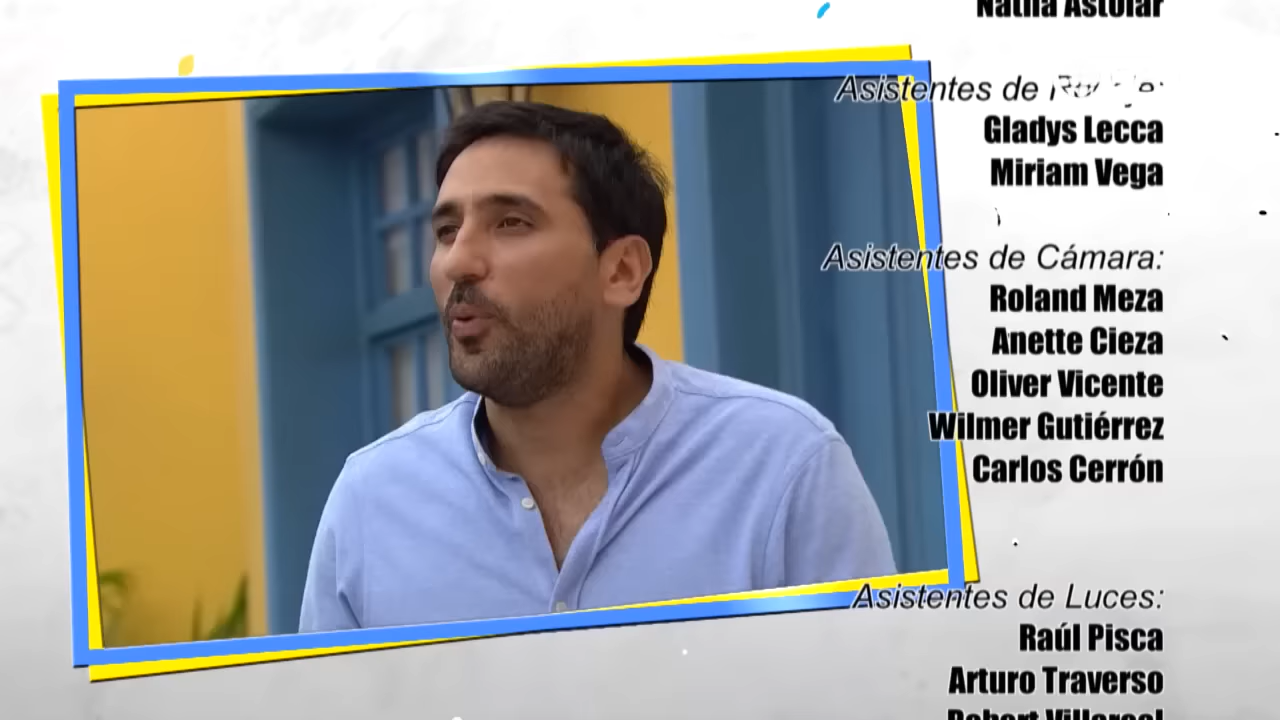 Asistentes de
Gladys Lecca
Miriam Vega
Asistentes de Cámara:
Roland Meza
Anette Cieza
Oliver Vicente
Wilmer Gutiérrez
Carlos Cerrón
Asistentes de Luces:
Raúl Pisca
Arturo Traverso